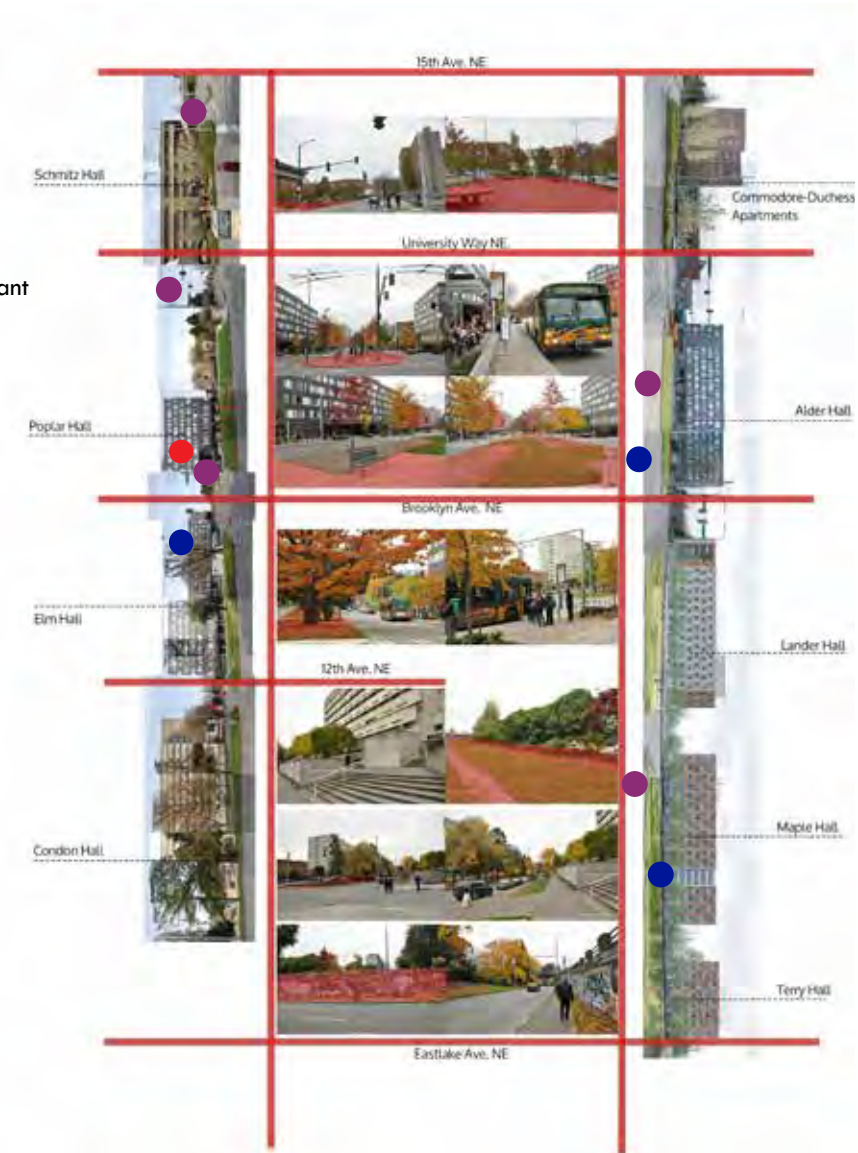 15th Ave. NE
Schmitz Hall
Commodore-Duchess
Apartments
University Way NE.
ant
Poplar Hall
Alder Hall
Brooklyn Ave, NE
Elm Hall
Lander Hall
12th Ave. NE
Maple Hall
Condon Hall
Terry Hall
Eastlake Ave. NE